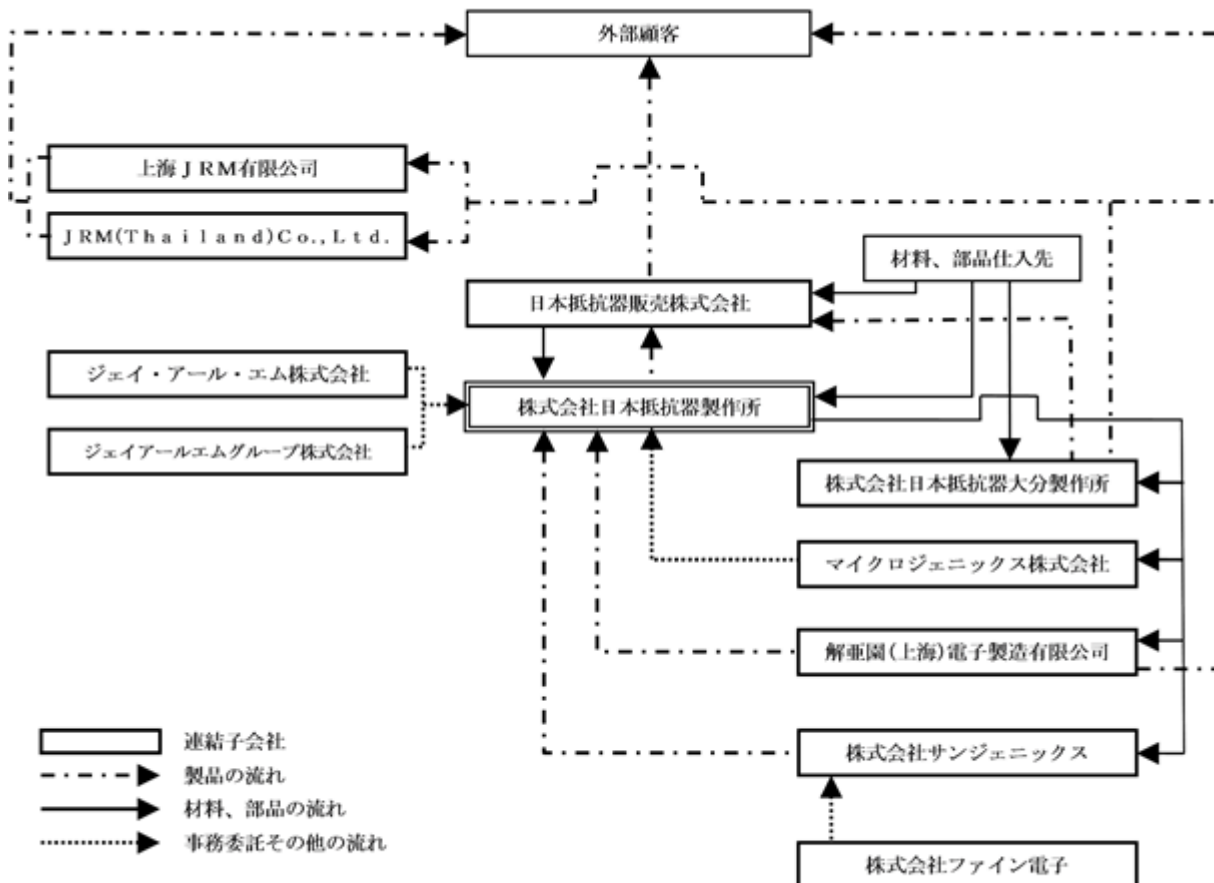 外部顧客
上海ＪＲＭ有限公司
JRM(Ｔｈａｉｌａｎｄ)Ｃｏ.,Ｌｔｄ.
材料、部品仕入先
日本抵抗器販売株式会社
ジェイ・アール・エム株式会社
株式会社日本抵抗器製作所
ジェイアールエムグループ株式会社
株式会社日本抵抗器大分製作所
マイクロジェニックス株式会社
解亜園(上海)電子製造有限公司
株式会社サンジェニックス
株式会社ファイン電子
連結子会社
製品の流れ
材料、部品の流れ
事務委託その他の流れ